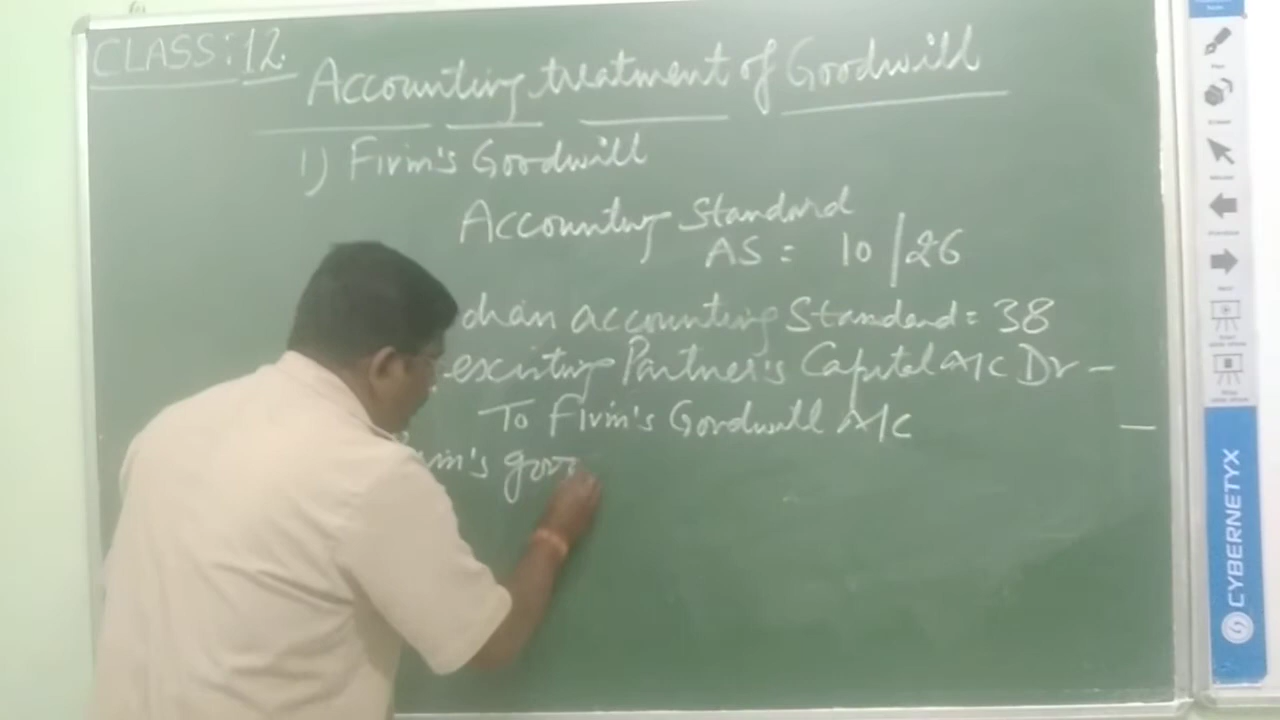 CLASS: 12.
Accounting treatment of Goodwill
1) Firm's Goodwill
Accounting Standard
AS = 10/26
accounting Standard = 38
existing Partner's Capital A/c Dr -
To Firm's Goodwill A/c —
CYBERNETYX